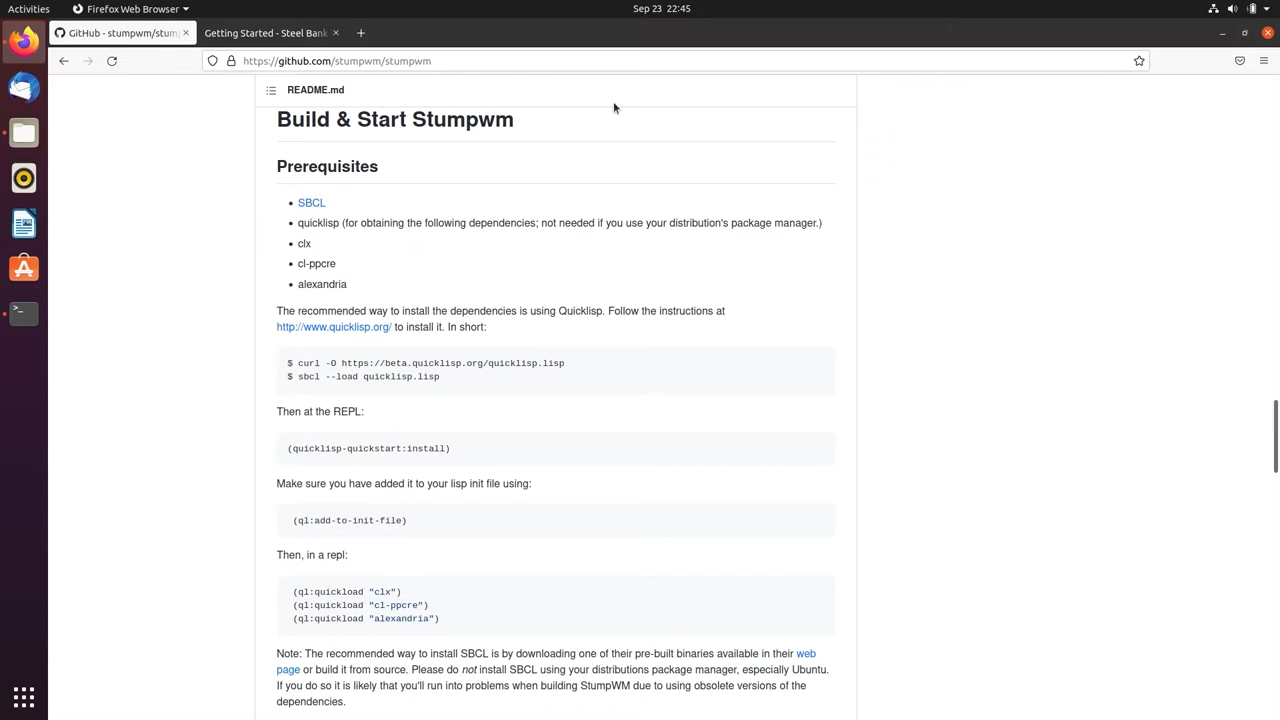 Activities
Firefox Web Browser
Sep 23 22:45
GitHub - stumpwm/stum
Getting Started - Steel Bank
https://github.com/stumpwm/stumpwm
README.md
Build & Start Stumpwm
Prerequisites
SBCL
quicklisp (for obtaining the following dependencies; not needed if you use your distribution's package manager.)
clx
cl-ppcre
alexandria
The recommended way to install the dependencies is using Quicklisp. Follow the instructions at
http://www.quicklisp.org/ to install it. In short:
$ curl -O https://beta.quicklisp.org/quicklisp.lisp
$ sbcl --load quicklisp.lisp
Then at the REPL:
(quicklisp-quickstart:install)
Make sure you have added it to your lisp init file using:
(ql:add-to-init-file)
Then, in a repl:
(ql:quickload "clx")
(ql:quickload "cl-ppcre")
(ql:quickload "alexandria")
Note: The recommended way to install SBCL is by downloading one of their pre-built binaries available in their web
page or build it from source. Please do not install SBCL using your distributions package manager, especially Ubuntu.
If you do so it is likely that you'll run into problems when building StumpWM due to using obsolete versions of the
dependencies.